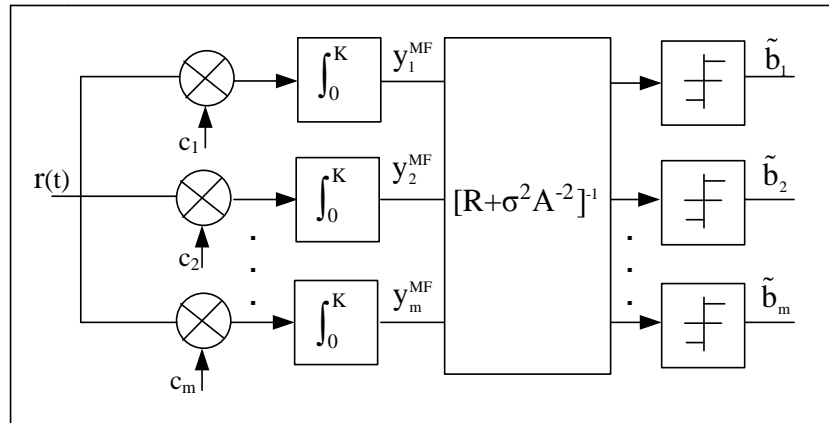 ∫₀ᴷ y₁ᴹᶠ b̃₁
c₁
r(t)
∫₀ᴷ y₂ᴹᶠ [R+σ²A⁻²]⁻¹ b̃₂
c₂
∫₀ᴷ yₘᴹᶠ b̃ₘ
cₘ